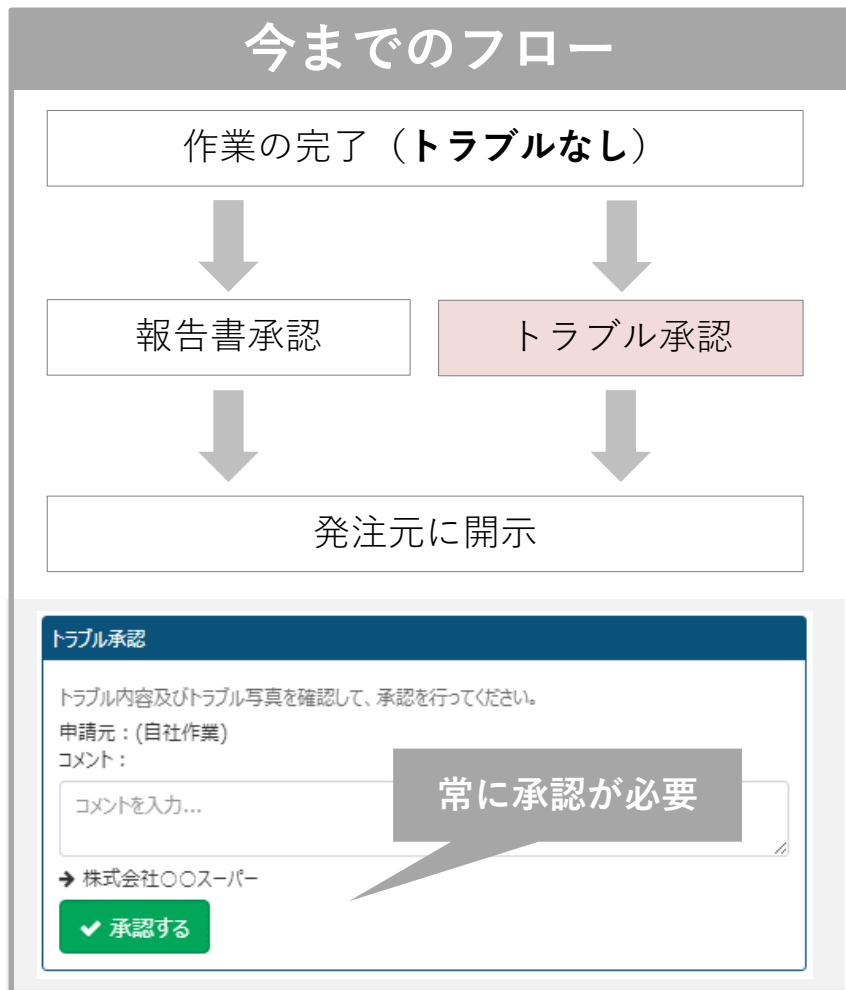 今までのフロー
作業の完了（トラブルなし）
報告書承認
トラブル承認
発注元に開示
トラブル承認
トラブル内容及びトラブル写真を確認して、承認を行ってください。
申請元：(自社作業)
コメント：
コメントを入力...
常に承認が必要
➔ 株式会社○○スーパー
✔ 承認する